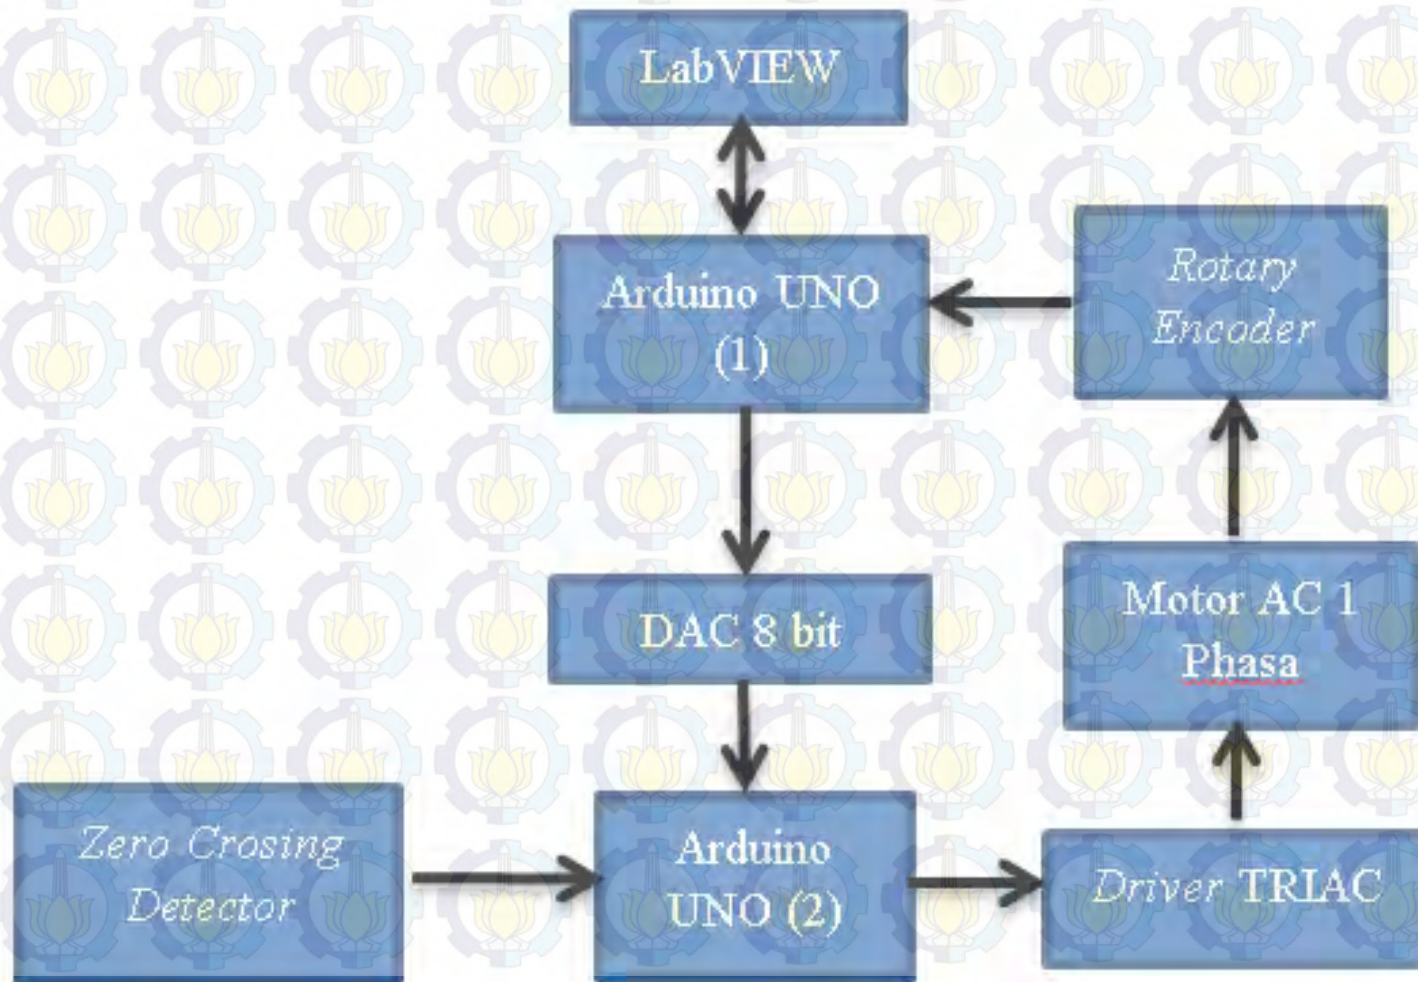 LabVIEW
Arduino UNO
(1)
Rotary
Encoder
DAC 8 bit
Motor AC 1
Phasa
Zero Crosing
Detector
Arduino
UNO (2)
Driver TRIAC